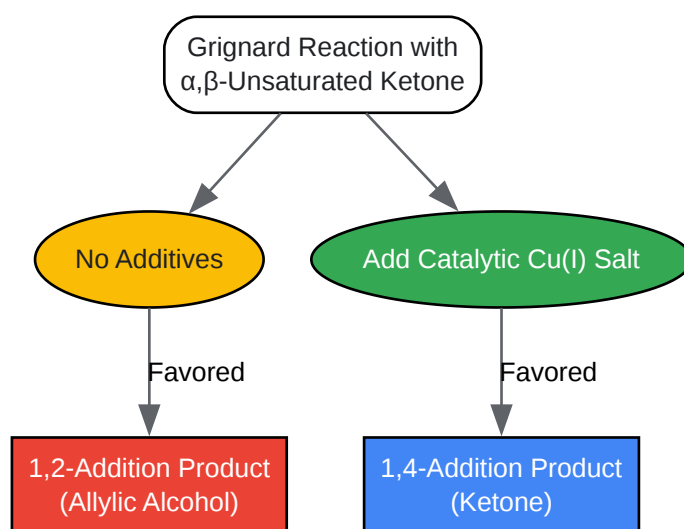 Grignard Reaction with
α,β-Unsaturated Ketone
No Additives
Add Catalytic Cu(I) Salt
Favored
Favored
1,2-Addition Product
(Allylic Alcohol)
1,4-Addition Product
(Ketone)